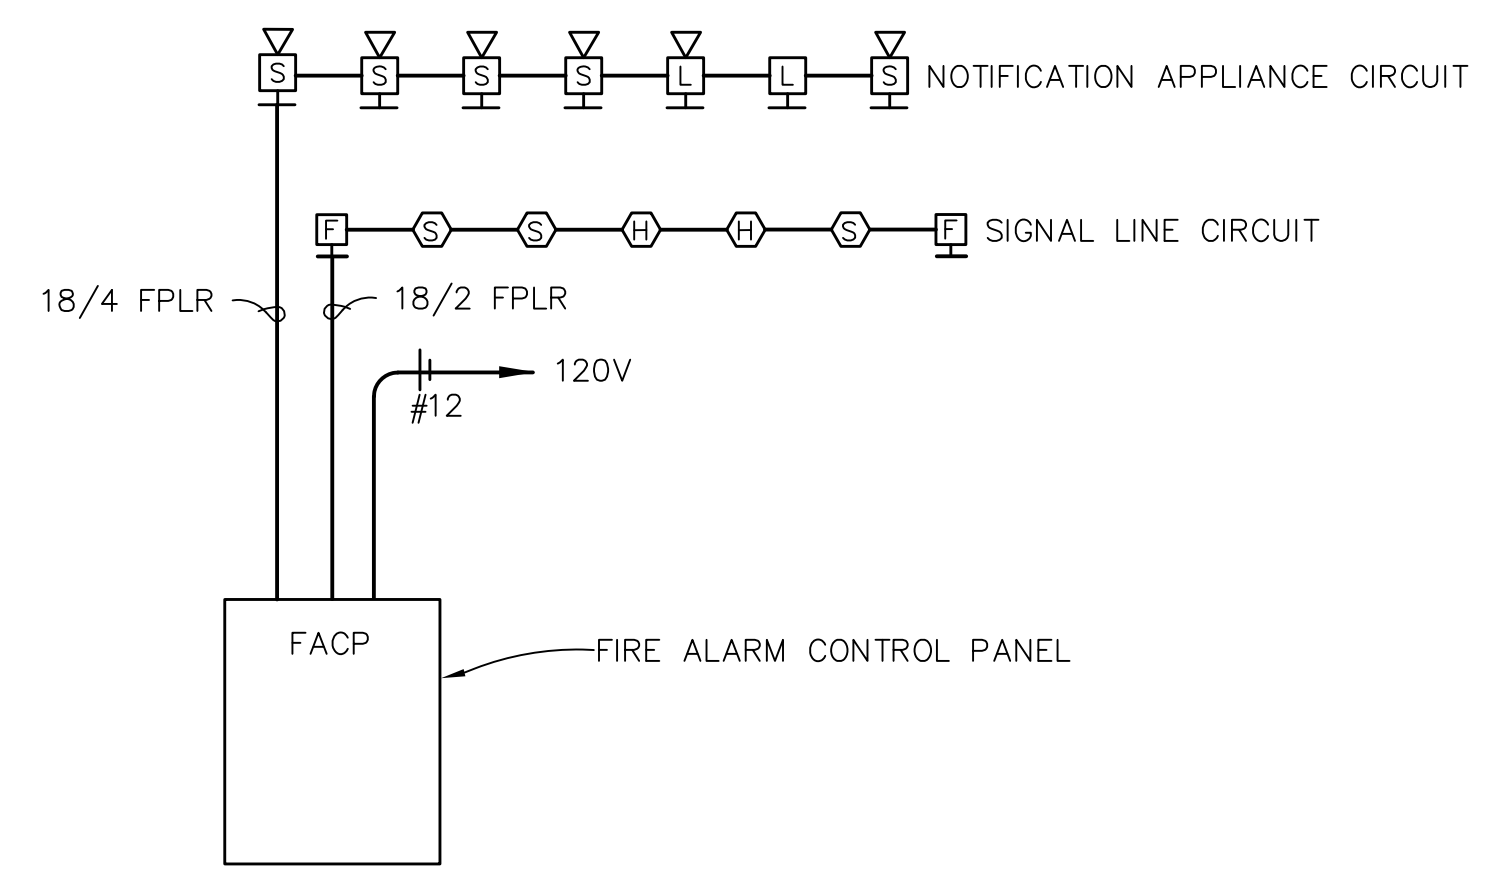 S S S S L L S NOTIFICATION APPLIANCE CIRCUIT
F S S H H S F SIGNAL LINE CIRCUIT
18/4 FPLR
18/2 FPLR
120V
#12
FACP
FIRE ALARM CONTROL PANEL